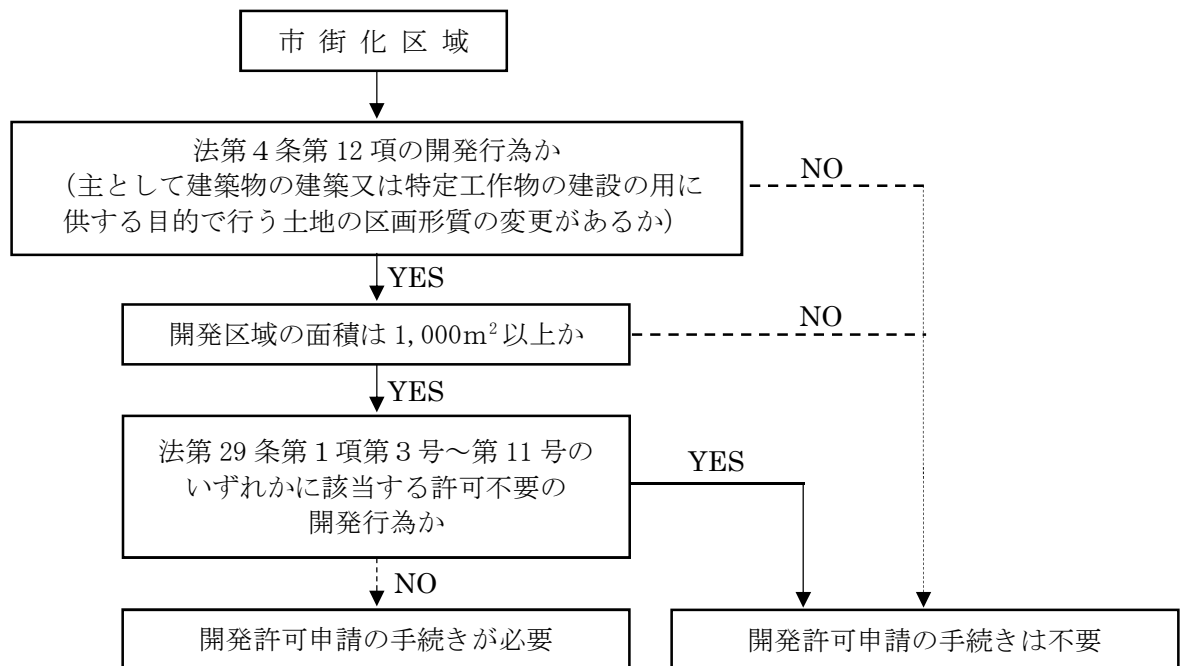 市街化区域
法第４条第 12 項の開発行為か
（主として建築物の建築又は特定工作物の建設の用に
供する目的で行う土地の区画形質の変更があるか）
NO
YES
開発区域の面積は 1,000m²以上か
NO
YES
法第 29 条第１項第３号～第 11 号の
いずれかに該当する許可不要の
開発行為か
YES
NO
開発許可申請の手続きが必要
開発許可申請の手続きは不要